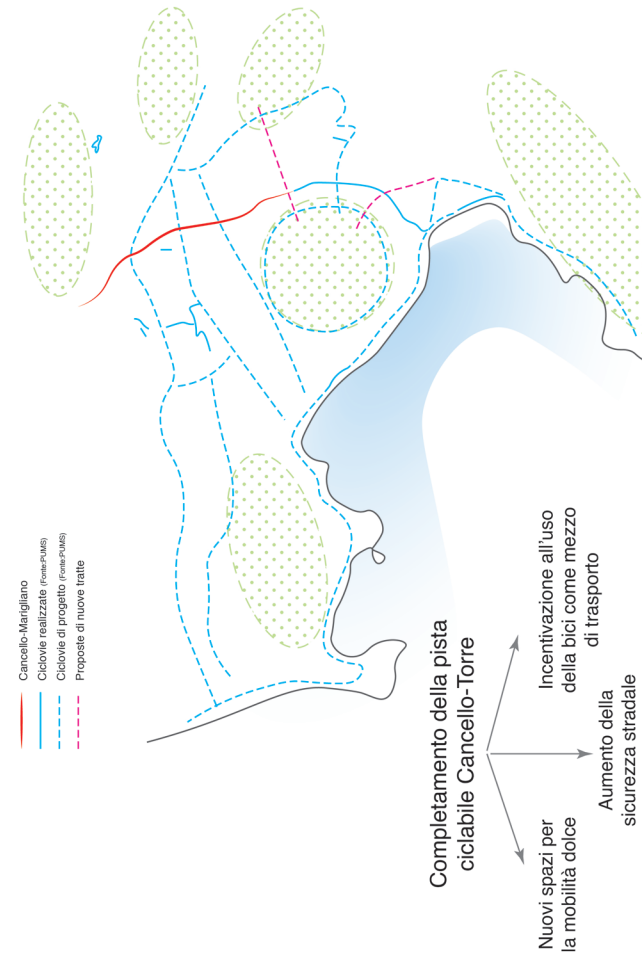 Cancello-Marigliano
Ciclovie realizzate (Fonte:PUMS)
Ciclovie di progetto (Fonte:PUMS)
Proposte di nuove tratte
Completamento della pista
ciclabile Cancello-Torre
Nuovi spazi per
la mobilità dolce
Aumento della
sicurezza stradale
Incentivazione all'uso
della bici come mezzo
di trasporto